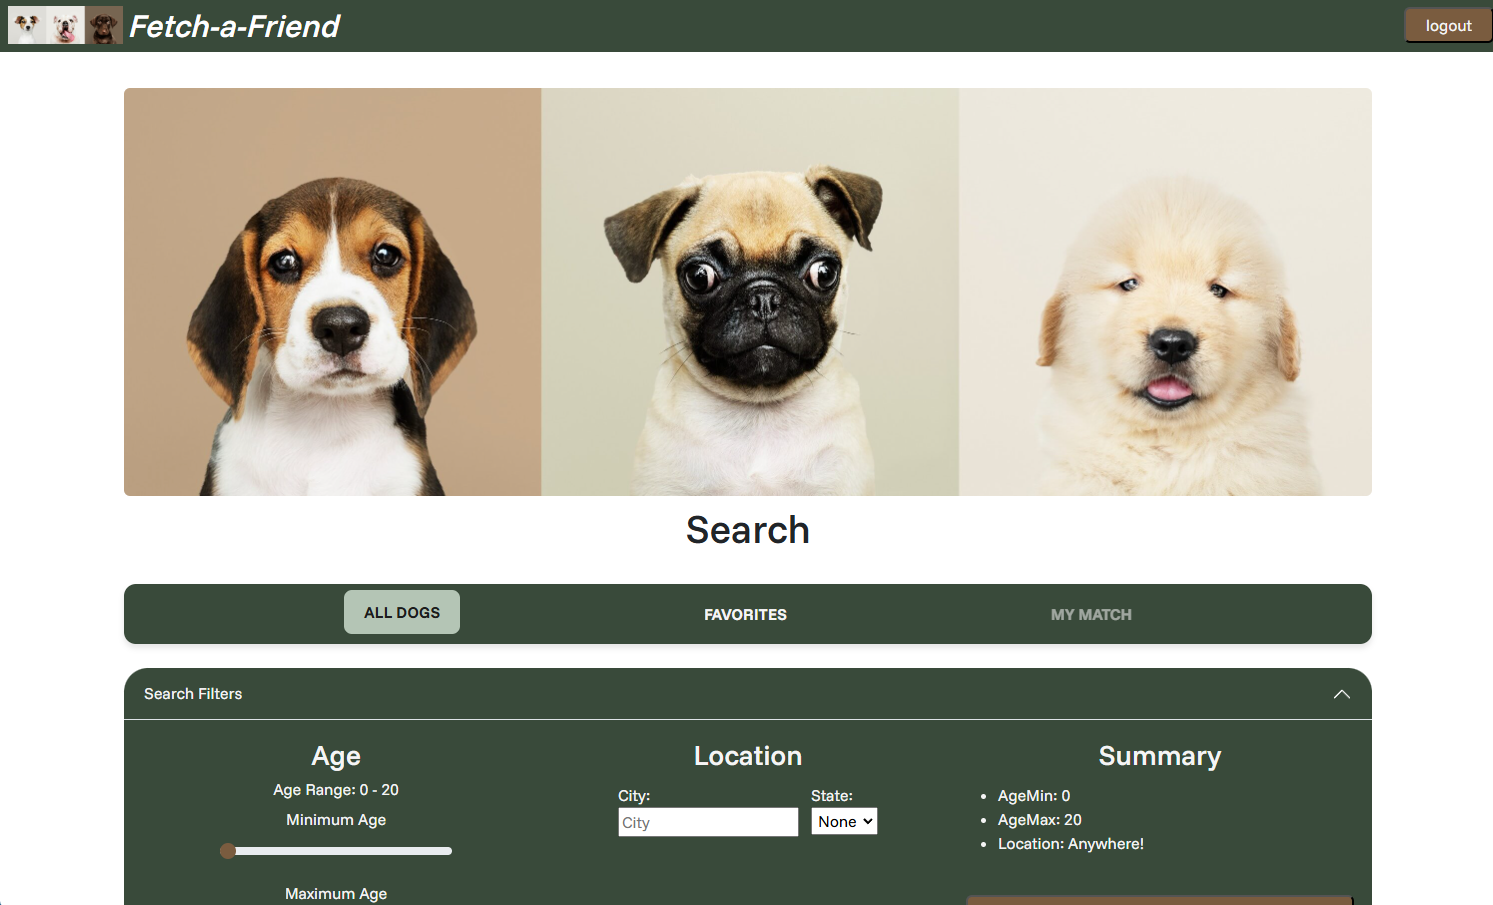 Fetch-a-Friend
logout
Search
ALL DOGS
FAVORITES
MY MATCH
Search Filters
Age
Age Range: 0 - 20
Minimum Age
Maximum Age
Location
City:
State:
City
None
Summary
AgeMin: 0
AgeMax: 20
Location: Anywhere!